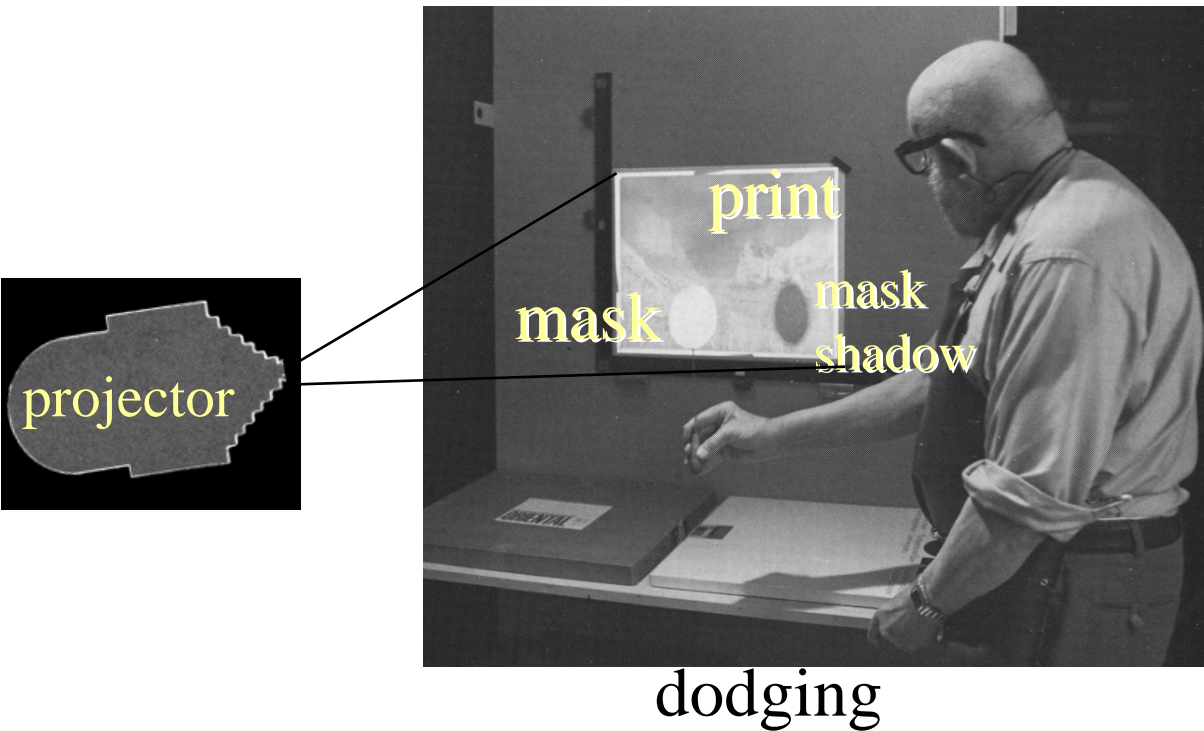 print
mask
mask
shadow
projector
ORIENTAL
dodging